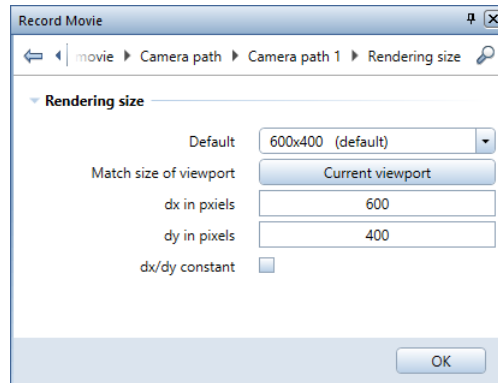 Record Movie
movie Camera path Camera path 1 Rendering size
Rendering size
Default 600x400 (default)
Match size of viewport Current viewport
dx in pxiels 600
dy in pixels 400
dx/dy constant
OK